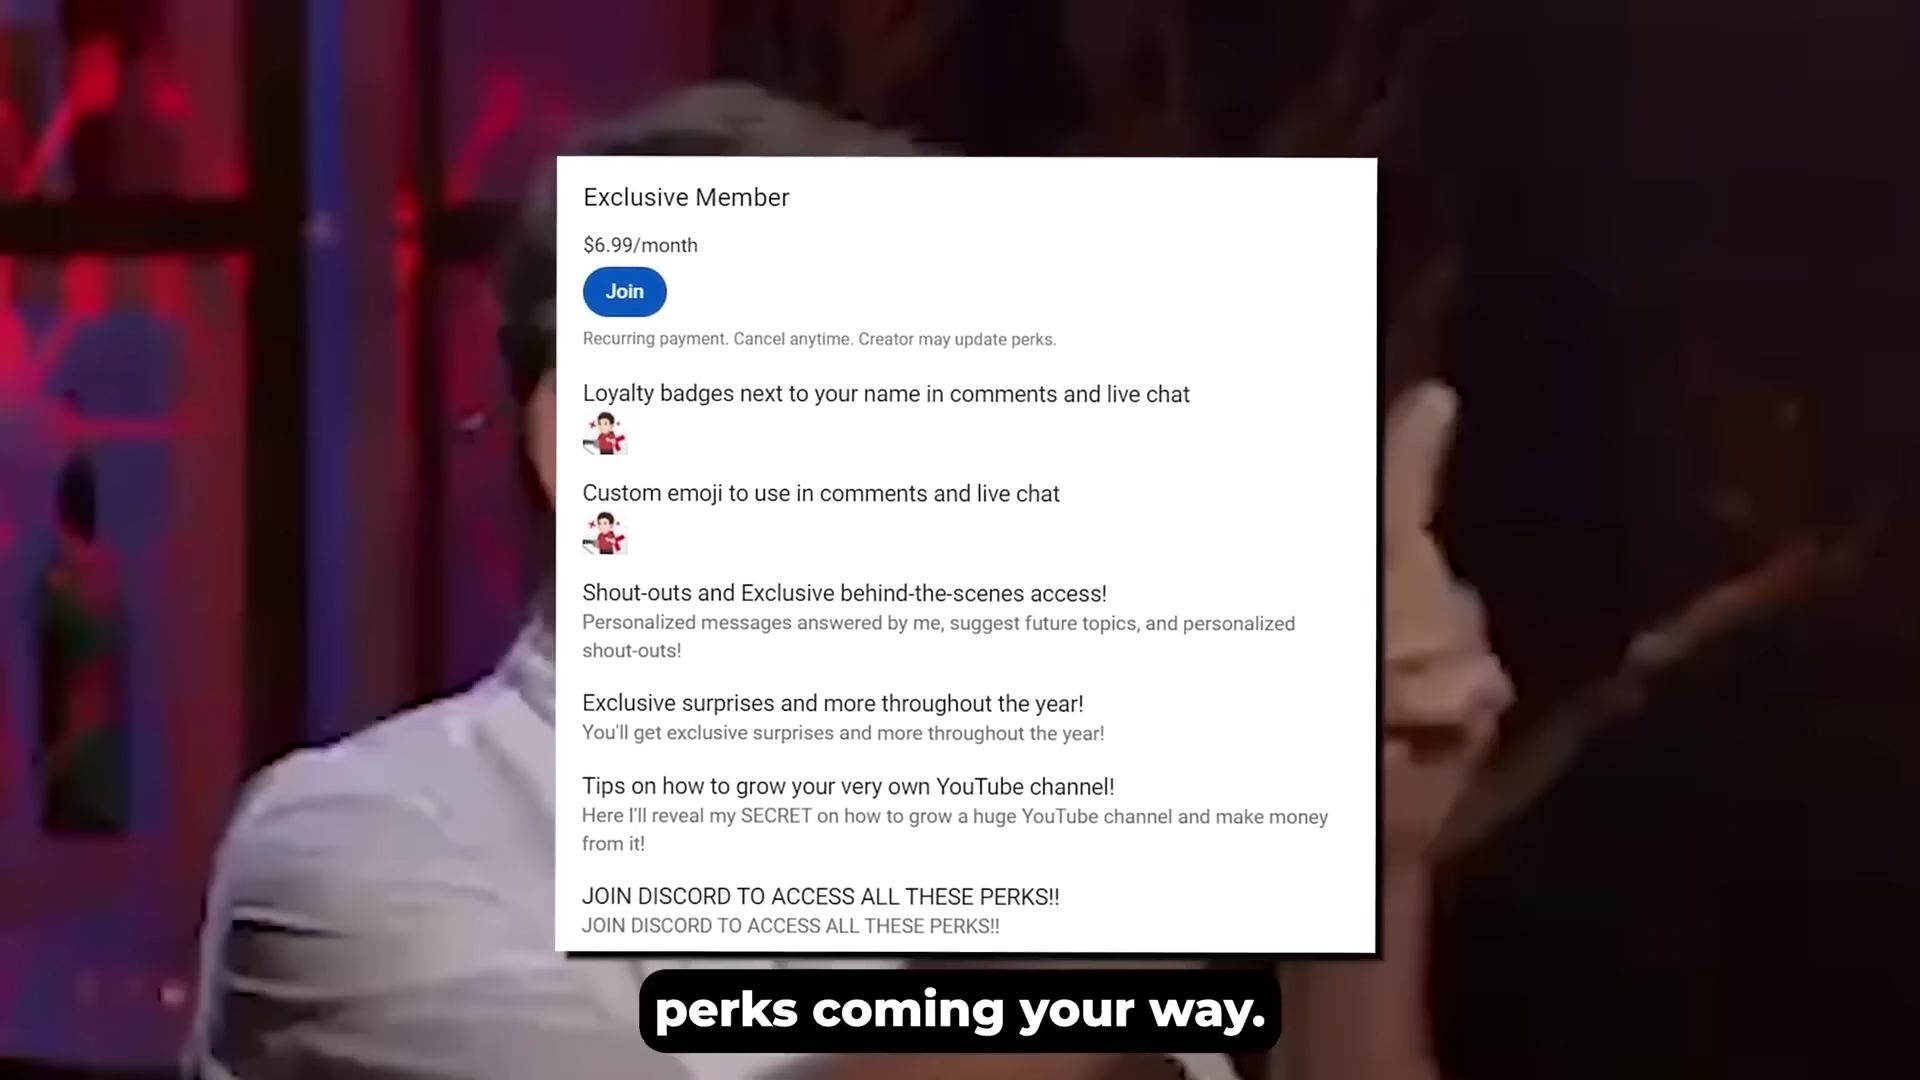 Exclusive Member
$6.99/month
Join
Recurring payment. Cancel anytime. Creator may update perks.
Loyalty badges next to your name in comments and live chat
Custom emoji to use in comments and live chat
Shout-outs and Exclusive behind-the-scenes access!
Personalized messages answered by me, suggest future topics, and personalized
shout-outs!
Exclusive surprises and more throughout the year!
You'll get exclusive surprises and more throughout the year!
Tips on how to grow your very own YouTube channel!
Here I'll reveal my SECRET on how to grow a huge YouTube channel and make money
from it!
JOIN DISCORD TO ACCESS ALL THESE PERKS!!
JOIN DISCORD TO ACCESS ALL THESE PERKS!!
perks coming your way.